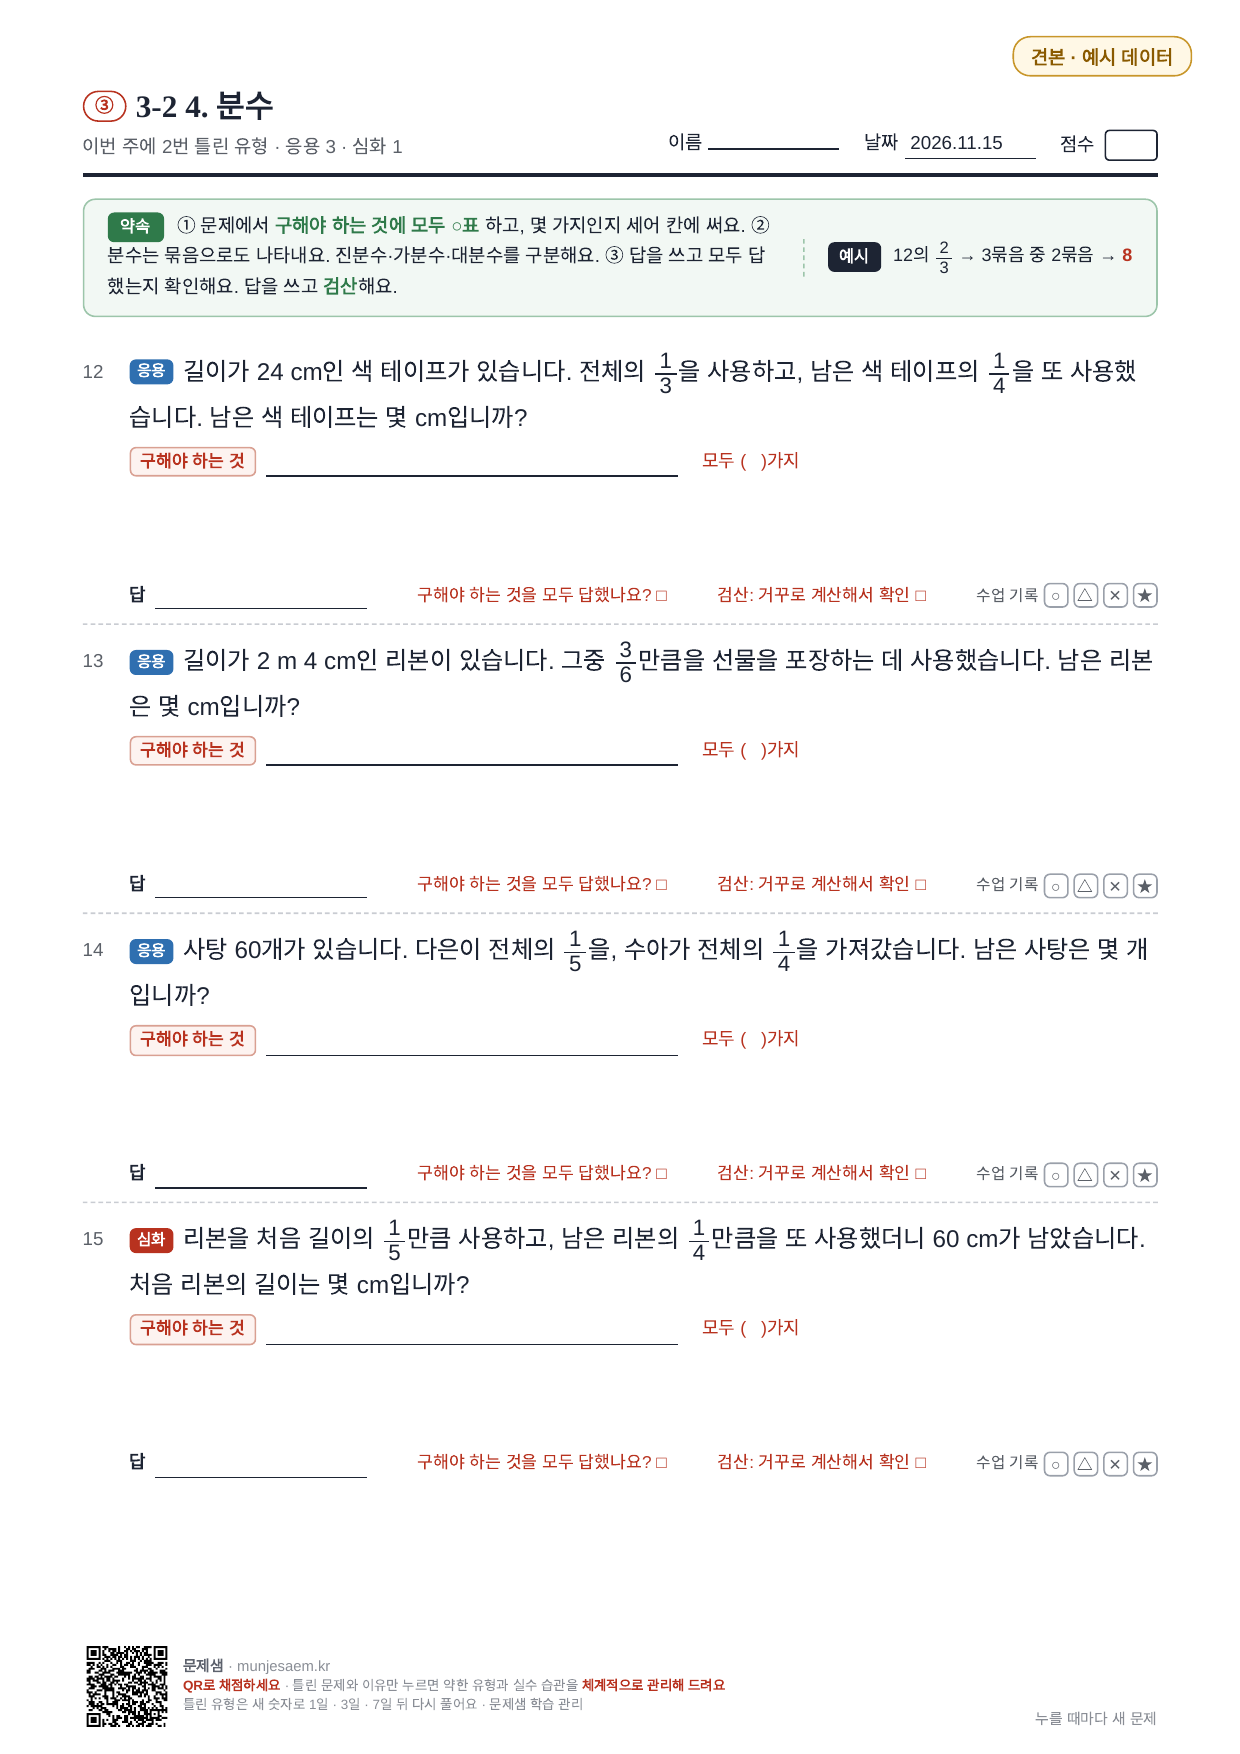 견본 · 예시 데이터
③ 3-2 4. 분수
이번 주에 2번 틀린 유형 · 응용 3 · 심화 1
이름 날짜 2026.11.15 점수
약속 ① 문제에서 구해야 하는 것에 모두 ○표 하고, 몇 가지인지 세어 칸에 써요. ②
분수는 묶음으로도 나타내요. 진분수·가분수·대분수를 구분해요. ③ 답을 쓰고 모두 답
했는지 확인해요. 답을 쓰고 검산해요.
예시 12의 2/3 → 3묶음 중 2묶음 → 8
12 응용 길이가 24 cm인 색 테이프가 있습니다. 전체의 1/3을 사용하고, 남은 색 테이프의 1/4을 또 사용했
습니다. 남은 색 테이프는 몇 cm입니까?
구해야 하는 것 모두 ( )가지
답 구해야 하는 것을 모두 답했나요? □ 검산: 거꾸로 계산해서 확인 □ 수업 기록 ○ △ ✕ ★
13 응용 길이가 2 m 4 cm인 리본이 있습니다. 그중 3/6만큼을 선물을 포장하는 데 사용했습니다. 남은 리본
은 몇 cm입니까?
구해야 하는 것 모두 ( )가지
답 구해야 하는 것을 모두 답했나요? □ 검산: 거꾸로 계산해서 확인 □ 수업 기록 ○ △ ✕ ★
14 응용 사탕 60개가 있습니다. 다은이 전체의 1/5을, 수아가 전체의 1/4을 가져갔습니다. 남은 사탕은 몇 개
입니까?
구해야 하는 것 모두 ( )가지
답 구해야 하는 것을 모두 답했나요? □ 검산: 거꾸로 계산해서 확인 □ 수업 기록 ○ △ ✕ ★
15 심화 리본을 처음 길이의 1/5만큼 사용하고, 남은 리본의 1/4만큼을 또 사용했더니 60 cm가 남았습니다.
처음 리본의 길이는 몇 cm입니까?
구해야 하는 것 모두 ( )가지
답 구해야 하는 것을 모두 답했나요? □ 검산: 거꾸로 계산해서 확인 □ 수업 기록 ○ △ ✕ ★
문제샘 · munjesaem.kr
QR로 채점하세요 · 틀린 문제와 이유만 누르면 약한 유형과 실수 습관을 체계적으로 관리해 드려요
틀린 유형은 새 숫자로 1일 · 3일 · 7일 뒤 다시 풀어요 · 문제샘 학습 관리
누를 때마다 새 문제